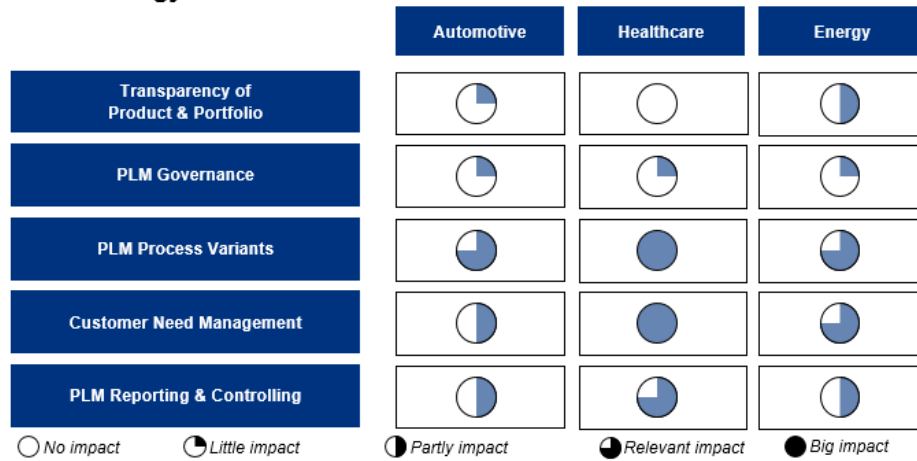 Automotive Healthcare Energy
Transparency of
Product & Portfolio
PLM Governance
PLM Process Variants
Customer Need Management
PLM Reporting & Controlling
No impact Little impact Partly impact Relevant impact Big impact